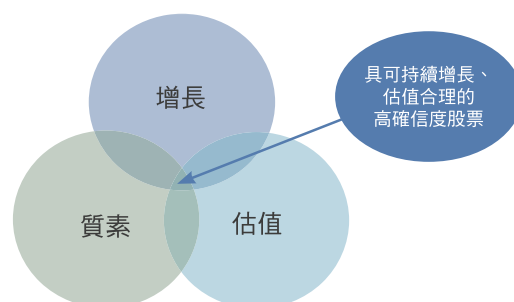 增長
具可持續增長、
估值合理的
高確信度股票
質素
估值